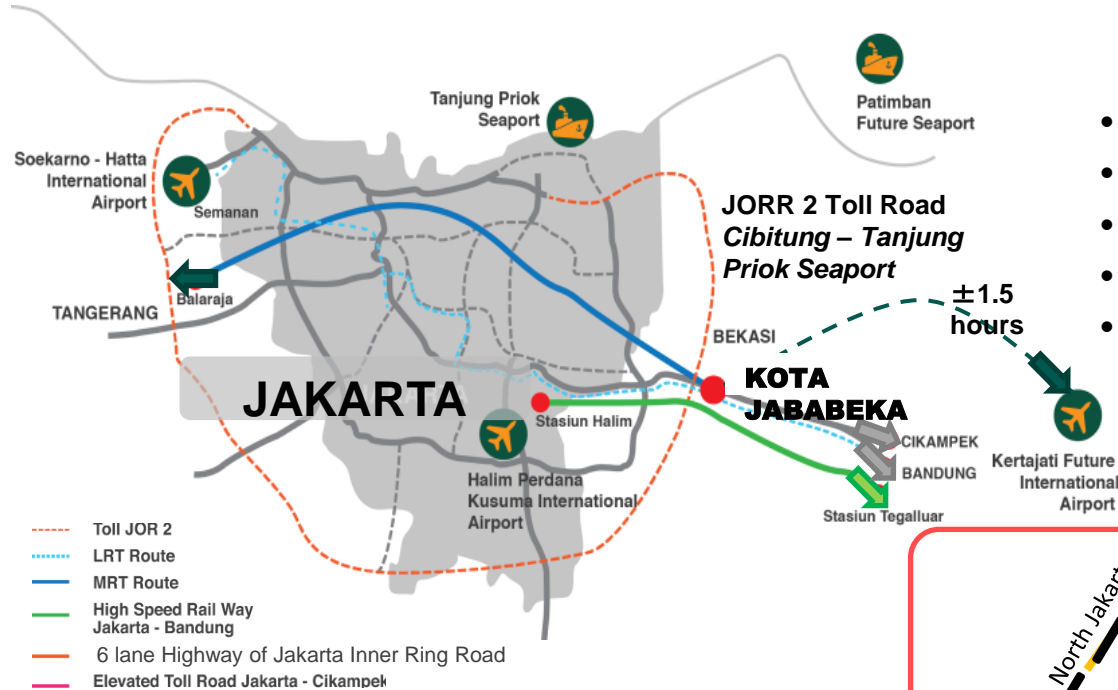 Tanjung Priok
Seaport
Patimban
Future Seaport
Soekarno - Hatta
International
Airport
Semanan
JORR 2 Toll Road
Cibitung – Tanjung
Priok Seaport
±1.5
hours
Balaraja
TANGERANG
BEKASI
KOTA
JABABEKA
JAKARTA
Stasiun Halim
CIKAMPEK
BANDUNG
Kertajati Future
International
Airport
Halim Perdana
Kusuma International
Airport
Stasiun Tegalluar
Toll JOR 2
LRT Route
MRT Route
High Speed Rail Way
Jakarta - Bandung
6 lane Highway of Jakarta Inner Ring Road
Elevated Toll Road Jakarta - Cikampek
North Jakart